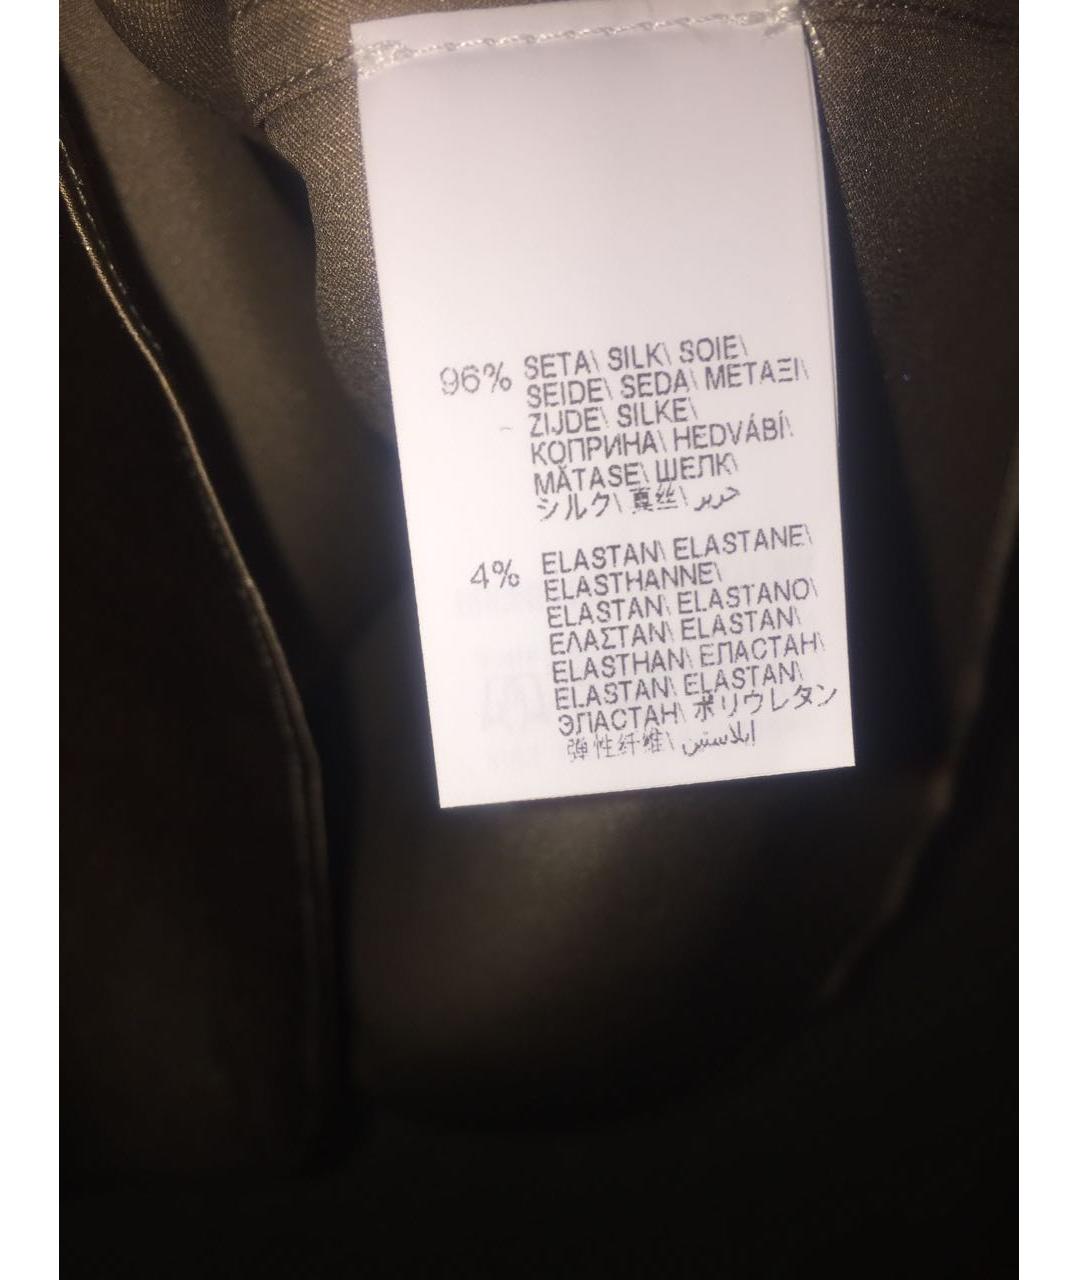 96% SETA\ SILK\ SOIE\
SEIDE\ SEDA\ ΜΕΤΑΞΙ\
ZIJDE\ SILKE\
КОПРИНА\ HEDVÁBÍ\
MĂTASE\ ШЕЛК\
シルク\ 真丝\ حرير
4% ELASTAN\ ELASTANE\
ELASTHANNE\
ELASTAN\ ELASTANO\
ΕΛΑΣΤΑΝ\ ELASTAN\
ELASTHAN\ ЕЛАСТАН\
ELASTAN\ ELASTAN\
ЭЛАСТАН\ ポリウレタン
弹性纤维\ إيلاستين